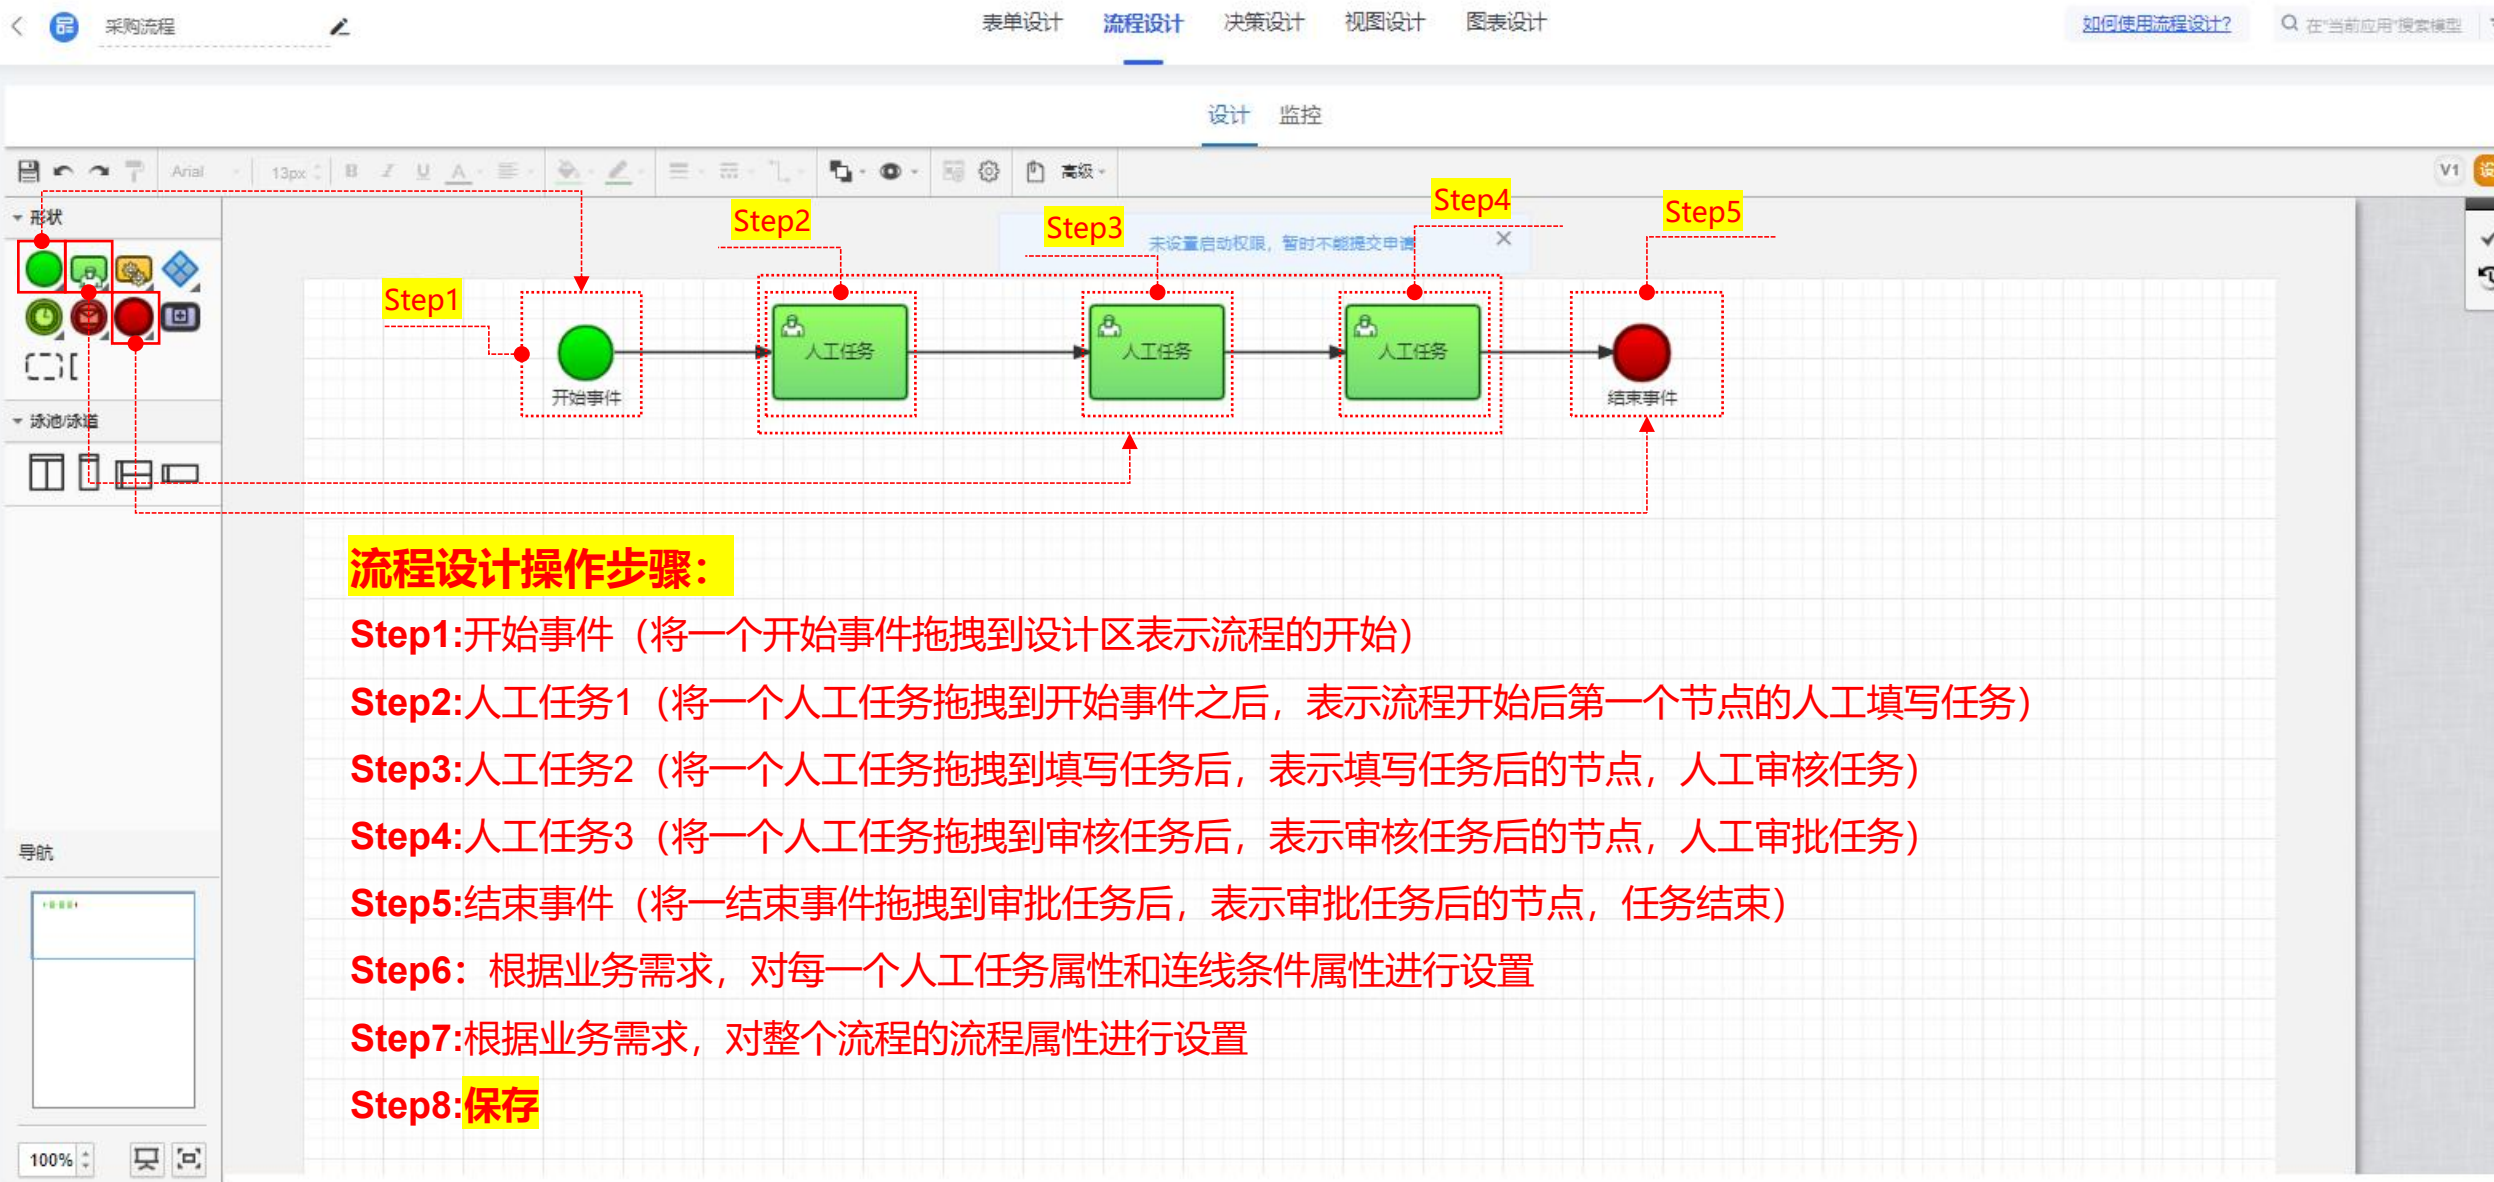 采购流程
表单设计 流程设计 决策设计 视图设计 图表设计
如何使用流程设计?
在"当前应用"搜索模型
设计 监控
Arial 13px B I U A 高级
V1
形状
Step1
Step2
Step3
Step4
Step5
未设置启动权限，暂时不能提交申请
人工任务
人工任务
人工任务
开始事件
结束事件
泳池/泳道
流程设计操作步骤：
Step1:开始事件（将一个开始事件拖拽到设计区表示流程的开始）
Step2:人工任务1（将一个人工任务拖拽到开始事件之后，表示流程开始后第一个节点的人工填写任务）
Step3:人工任务2（将一个人工任务拖拽到填写任务后，表示填写任务后的节点，人工审核任务）
Step4:人工任务3（将一个人工任务拖拽到审核任务后，表示审核任务后的节点，人工审批任务）
Step5:结束事件（将一结束事件拖拽到审批任务后，表示审批任务后的节点，任务结束）
Step6：根据业务需求，对每一个人工任务属性和连线条件属性进行设置
Step7:根据业务需求，对整个流程的流程属性进行设置
Step8:保存
导航
100%